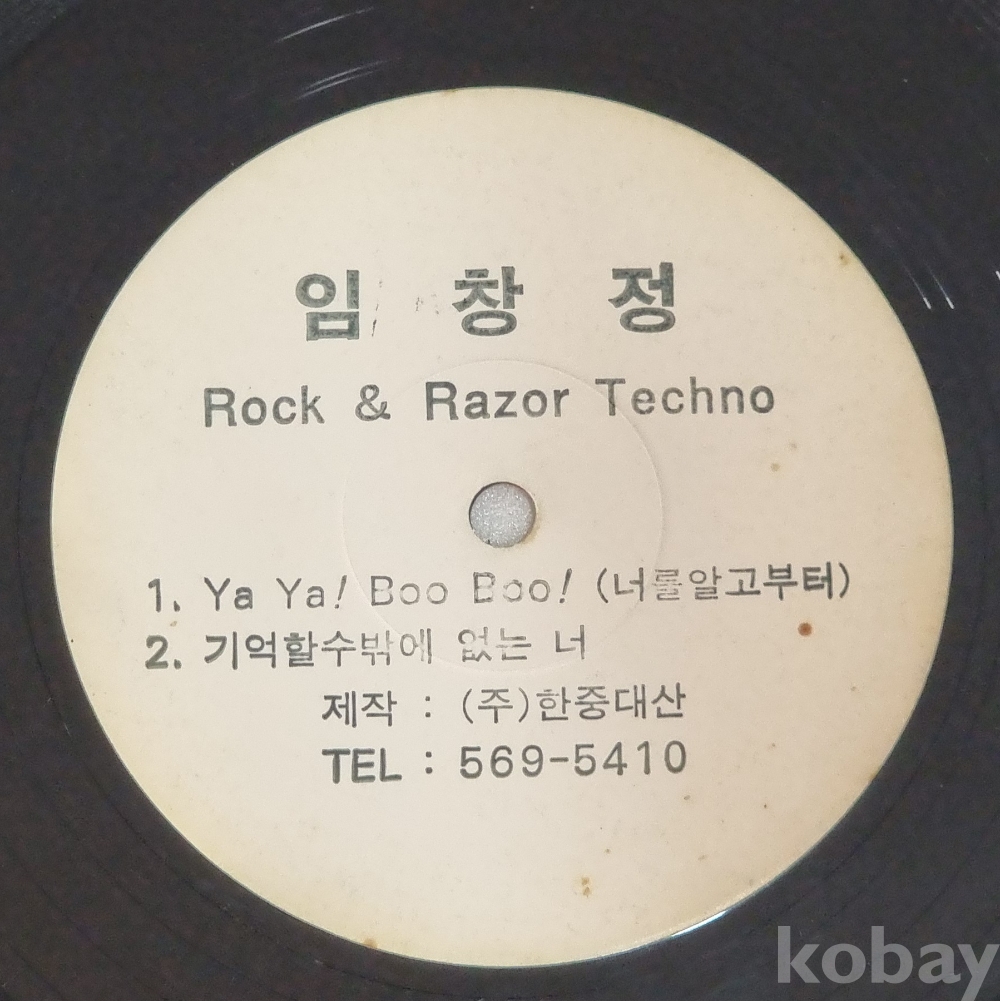 임 창 정
Rock & Razor Techno
1. Ya Ya! Boo Boo! (너를알고부터)
2. 기억할수밖에 없는 너
제작 : (주)한중대산
TEL : 569-5410
kobay